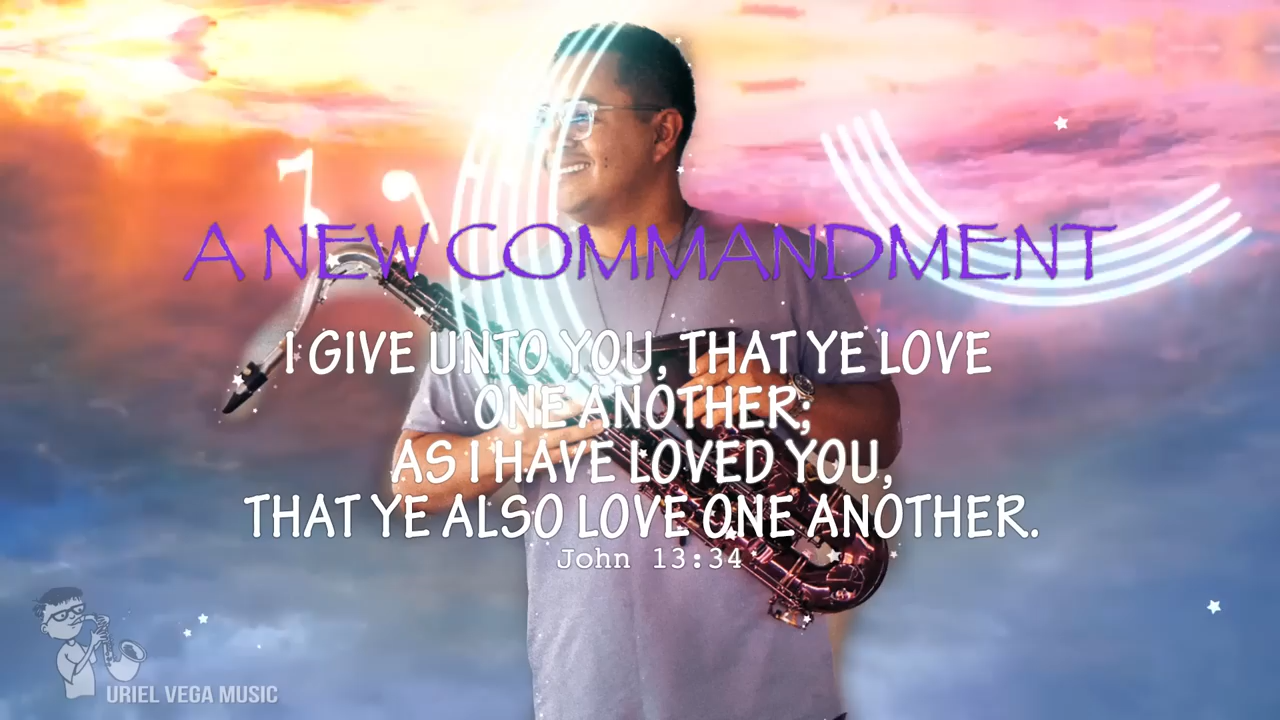 A NEW COMMANDMENT
I GIVE UNTO YOU, THAT YE LOVE
ONE ANOTHER;
AS I HAVE LOVED YOU,
THAT YE ALSO LOVE ONE ANOTHER.
John 13:34
URIEL VEGA MUSIC